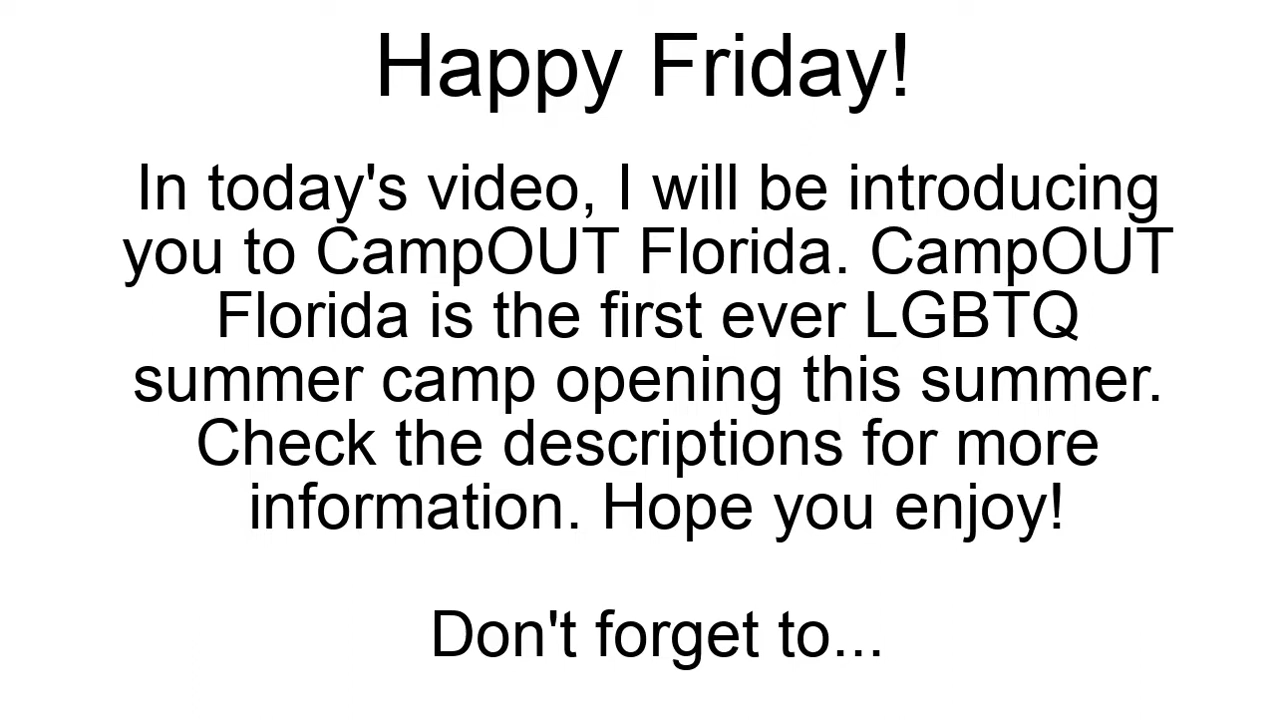 Happy Friday!
In today's video, I will be introducing
you to CampOUT Florida. CampOUT
Florida is the first ever LGBTQ
summer camp opening this summer.
Check the descriptions for more
information. Hope you enjoy!
Don't forget to...